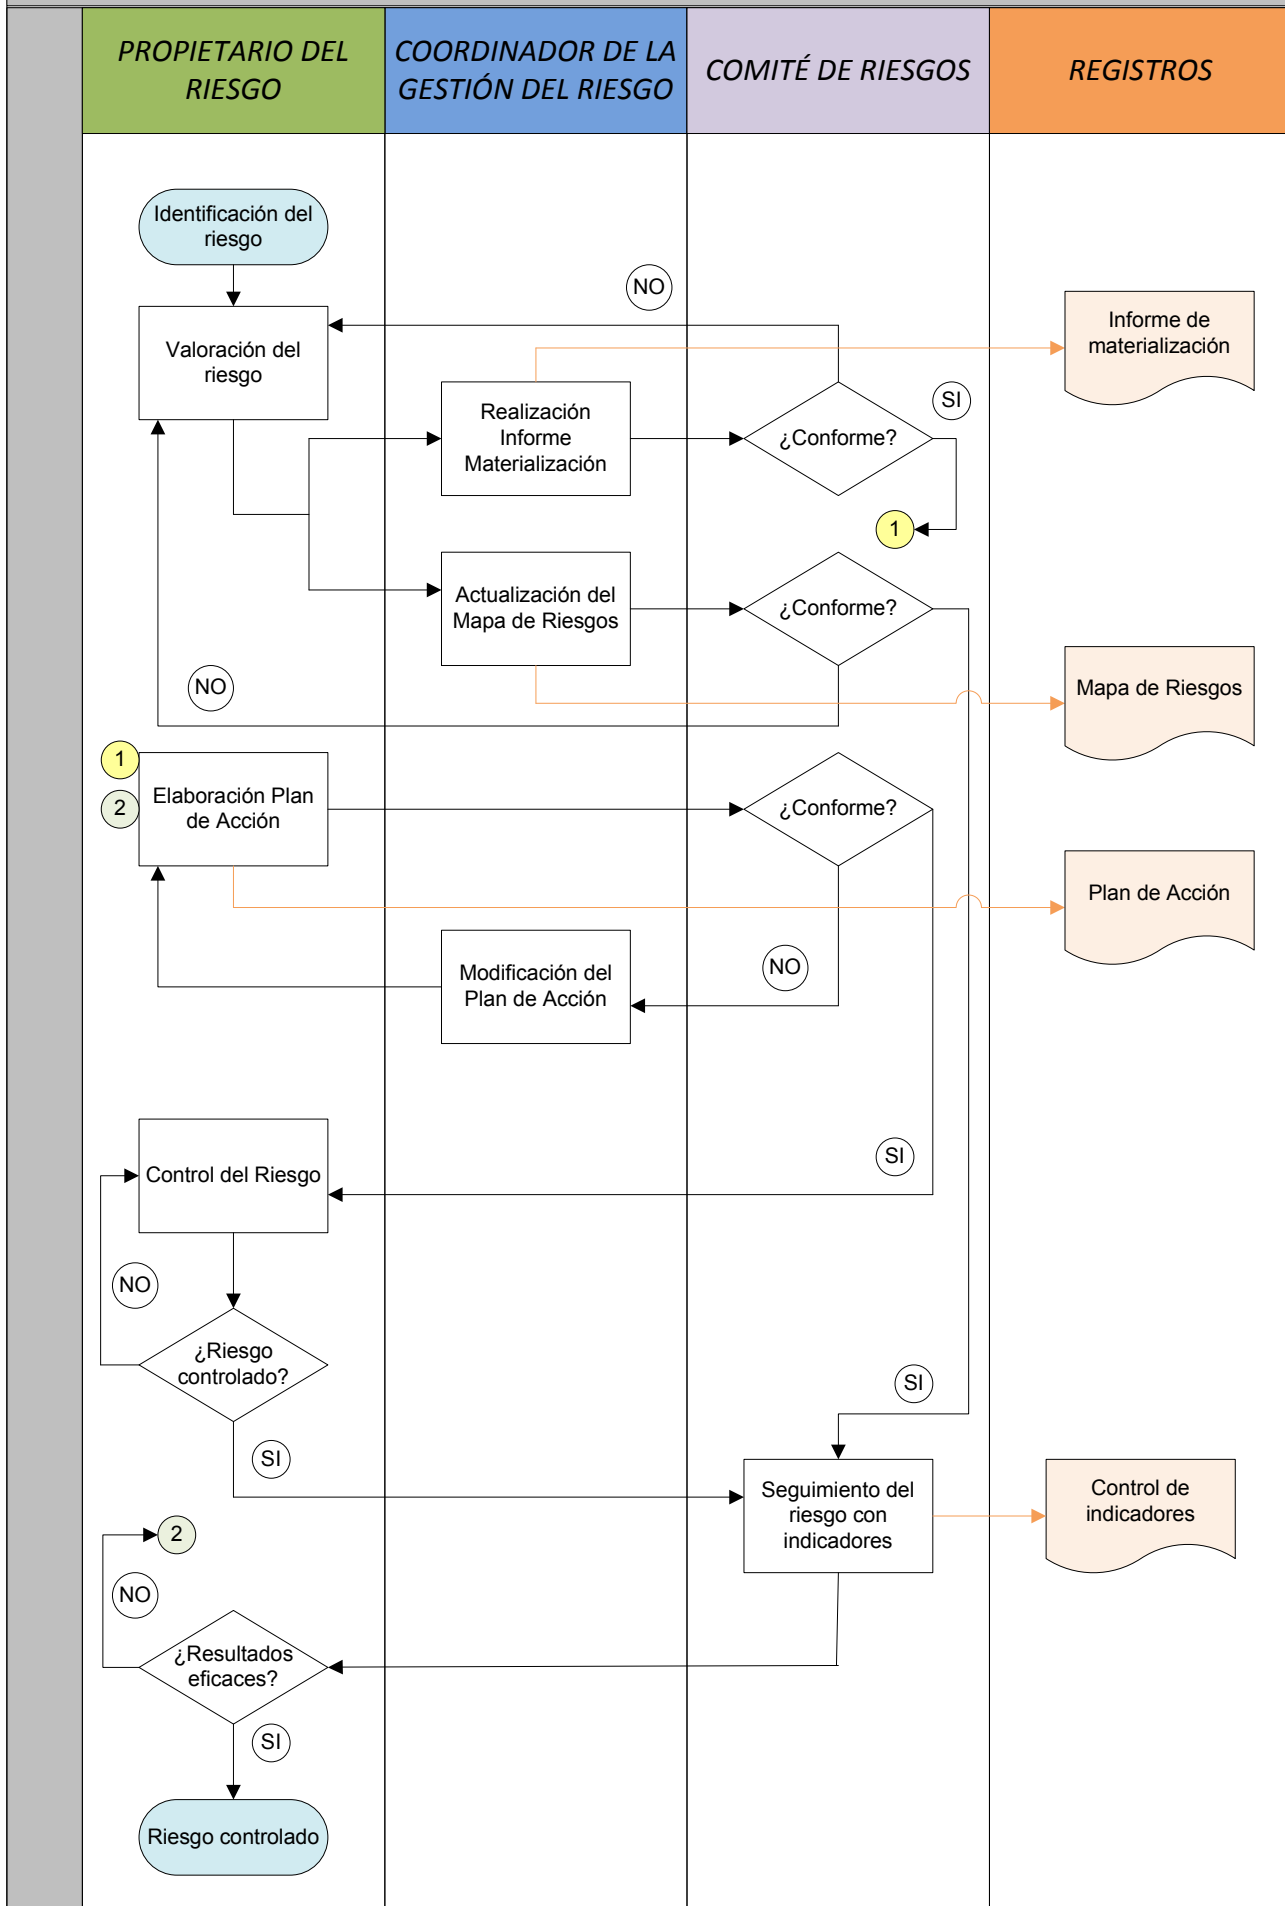 PROPIETARIO DEL
RIESGO
COORDINADOR DE LA
GESTIÓN DEL RIESGO
COMITÉ DE RIESGOS
REGISTROS
Identificación del
riesgo
NO
Valoración del
riesgo
Informe de
materialización
Realización
Informe
Materialización
¿Conforme?
SI
1
Actualización del
Mapa de Riesgos
¿Conforme?
NO
Mapa de Riesgos
1
2
Elaboración Plan
de Acción
¿Conforme?
Plan de Acción
Modificación del
Plan de Acción
NO
Control del Riesgo
SI
NO
¿Riesgo
controlado?
SI
SI
Seguimiento del
riesgo con
indicadores
Control de
indicadores
2
NO
¿Resultados
eficaces?
SI
Riesgo controlado